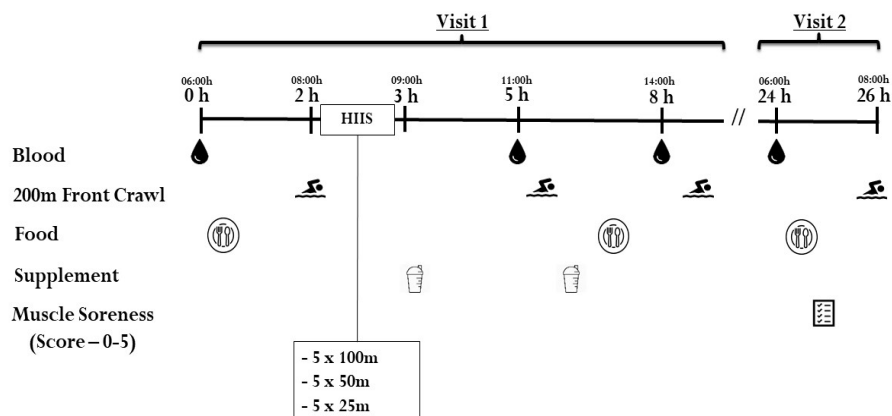 Visit 1
Visit 2
06:00h
08:00h
09:00h
11:00h
14:00h
06:00h
08:00h
0 h
2 h
3 h
5 h
8 h
24 h
26 h
HIIS
//
Blood
200m Front Crawl
Food
Supplement
Muscle Soreness
(Score – 0-5)
- 5 x 100m
- 5 x 50m
- 5 x 25m